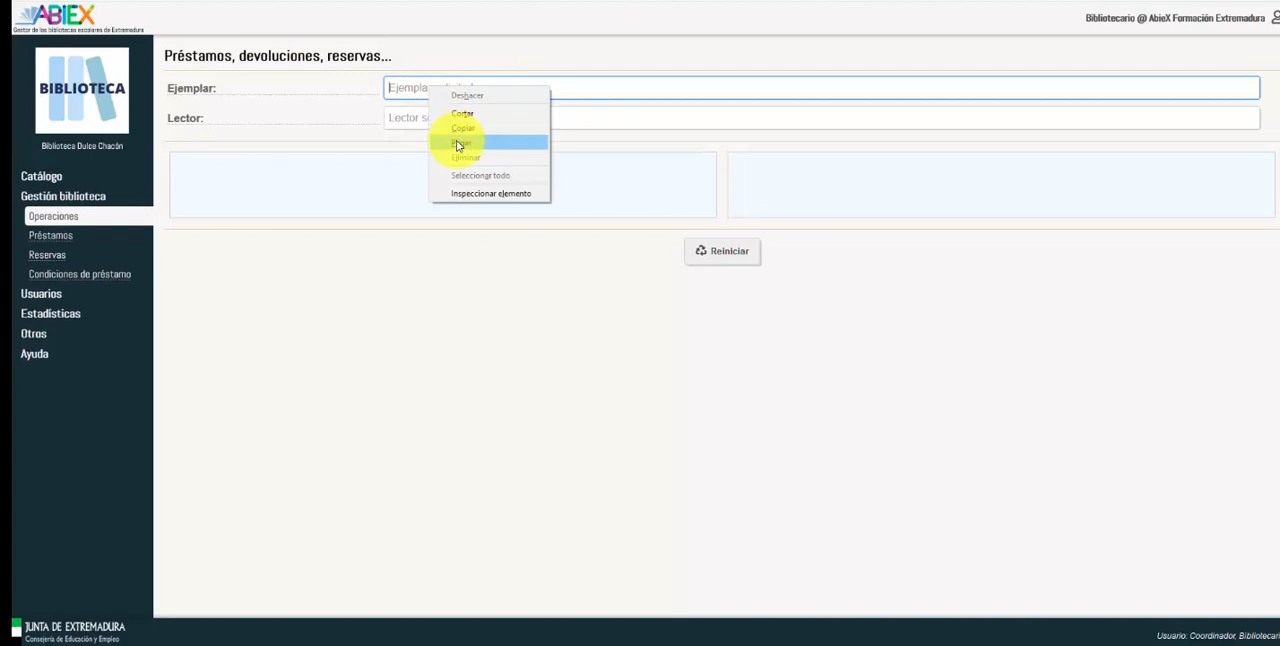 ABIEX
Gestor de las bibliotecas escolares de Extremadura
Bibliotecario @ AbieX Formación Extremadura
BIBLIOTECA
Biblioteca Dulce Chacón
Catálogo
Gestión biblioteca
Operaciones
Préstamos
Reservas
Condiciones de préstamo
Usuarios
Estadísticas
Otros
Ayuda
Préstamos, devoluciones, reservas...
Ejemplar:
Lector:
Lector
Deshacer
Cortar
Copiar
Eliminar
Seleccionar todo
Inspeccionar elemento
Reiniciar
JUNTA DE EXTREMADURA
Consejería de Educación y Empleo
Usuario: Coordinador, Bibliotecari